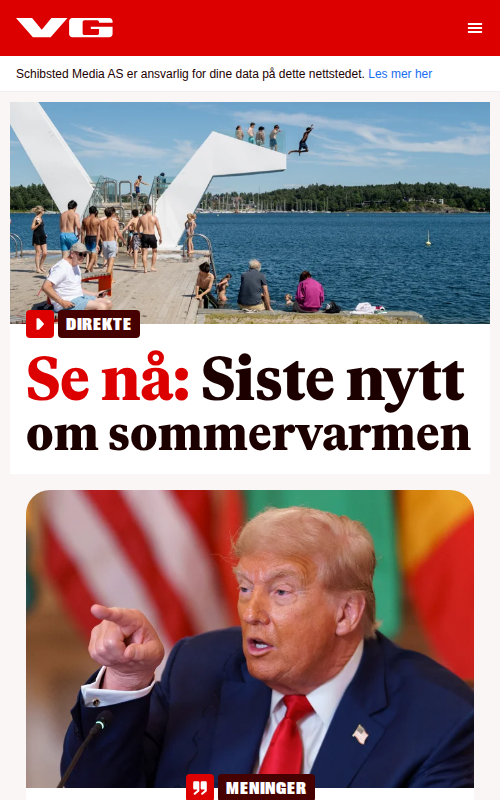 VG
Schibsted Media AS er ansvarlig for dine data på dette nettstedet. Les mer her
DIREKTE
Se nå: Siste nytt
om sommervarmen
MENINGER